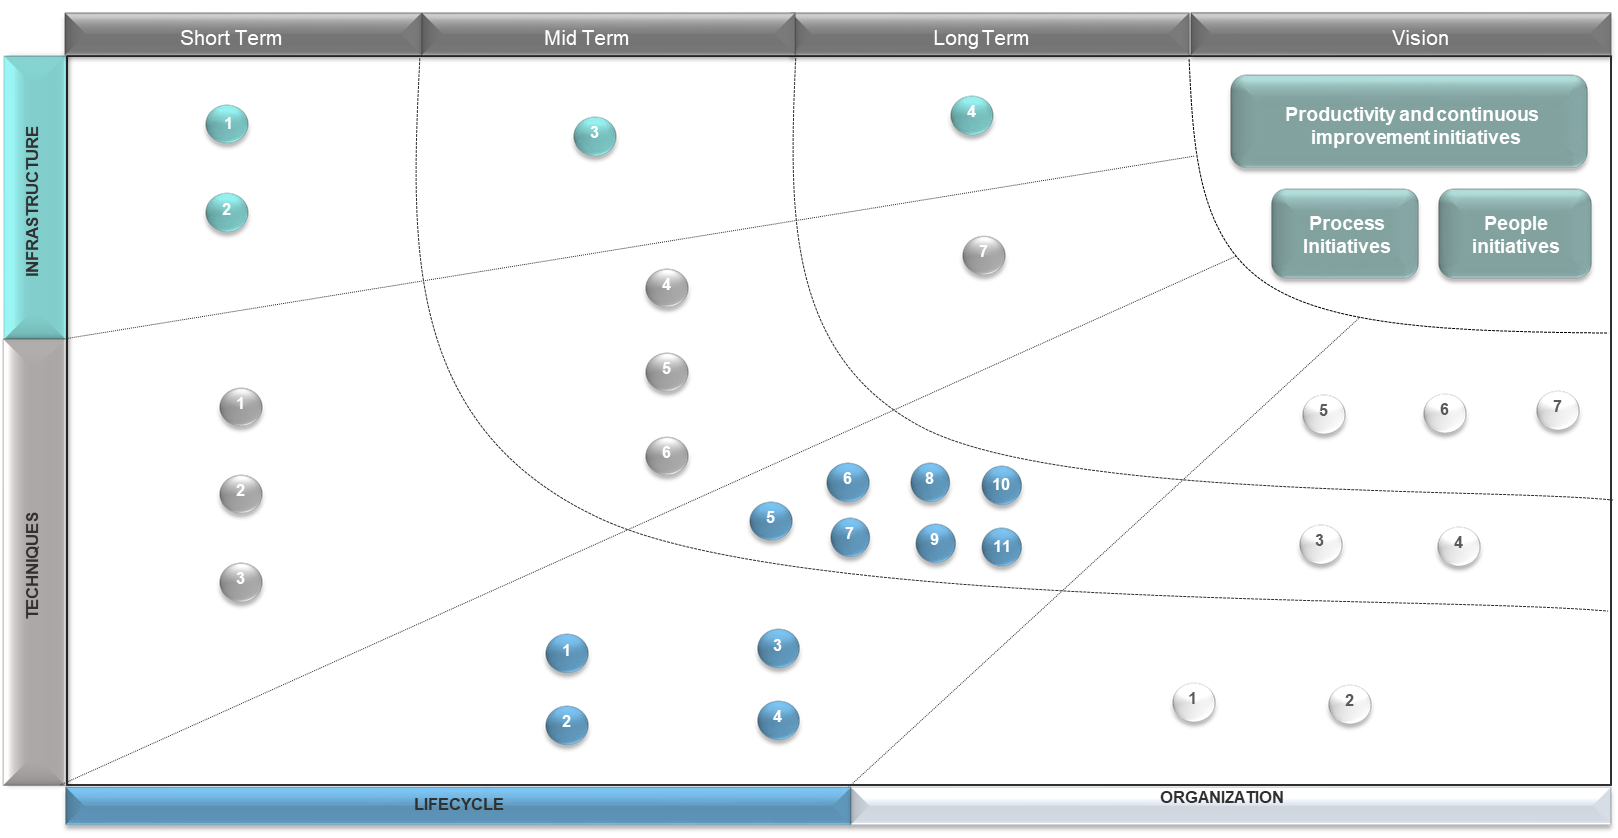 Short Term
Mid Term
Long Term
Vision
INFRASTRUCTURE
TECHNIQUES
Productivity and continuous
improvement initiatives
Process
Initiatives
People
initiatives
1
2
3
4
4
5
6
7
1
2
3
5
6
7
8
9
10
11
1
2
3
4
5
6
7
3
4
1
2
LIFECYCLE
ORGANIZATION